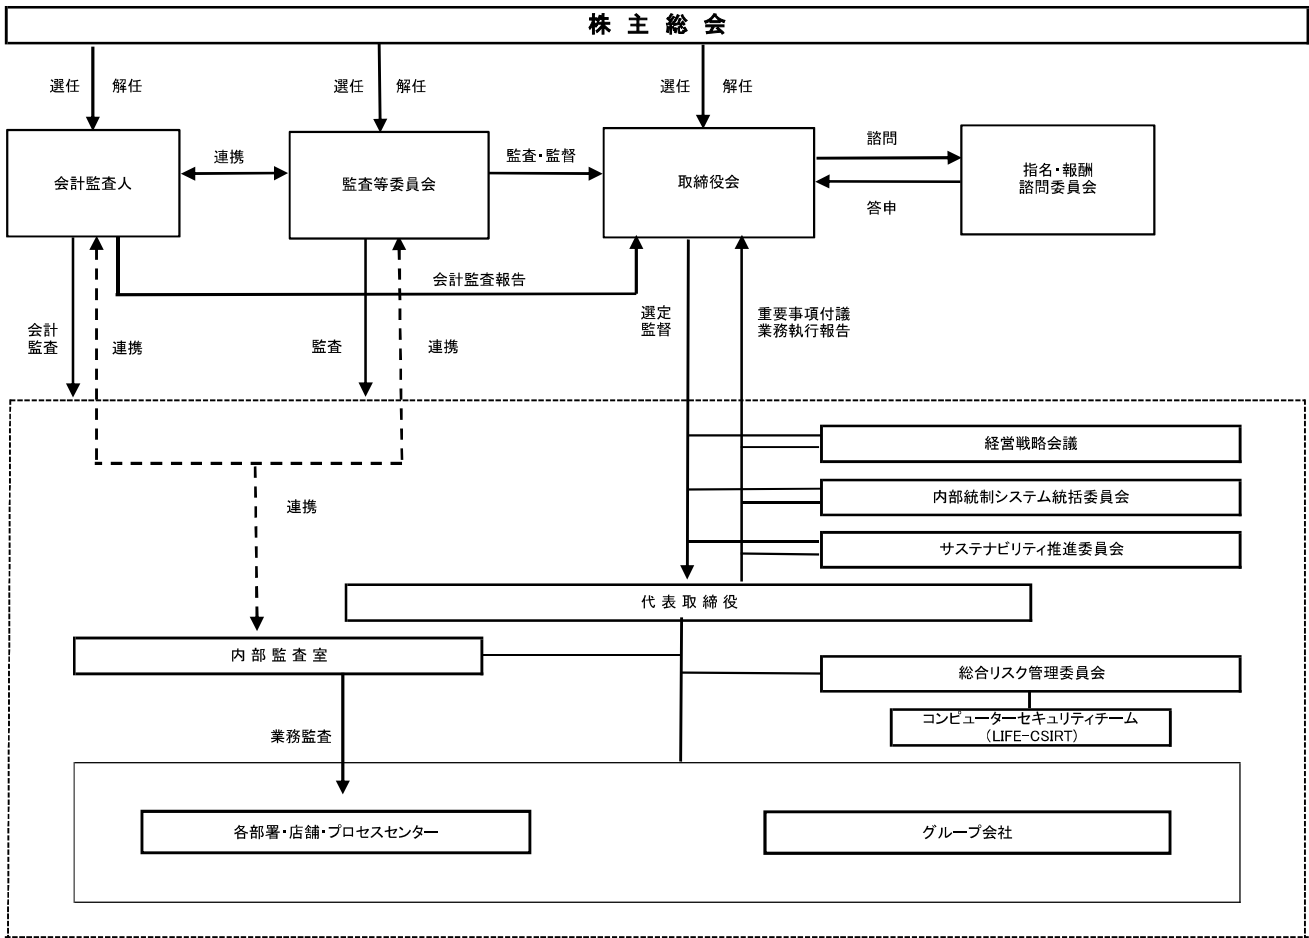 株 主 総 会
選任
解任
選任
解任
選任
解任
会計監査人
連携
監査等委員会
監査・監督
取締役会
諮問
答申
指名・報酬
諮問委員会
会計監査報告
会計
監査
連携
監査
連携
選定
監督
重要事項付議
業務執行報告
経営戦略会議
内部統制システム統括委員会
サステナビリティ推進委員会
連携
代 表 取 締 役
内 部 監 査 室
総合リスク管理委員会
コンピューターセキュリティチーム
(LIFE-CSIRT)
業務監査
各部署・店舗・プロセスセンター
グループ会社